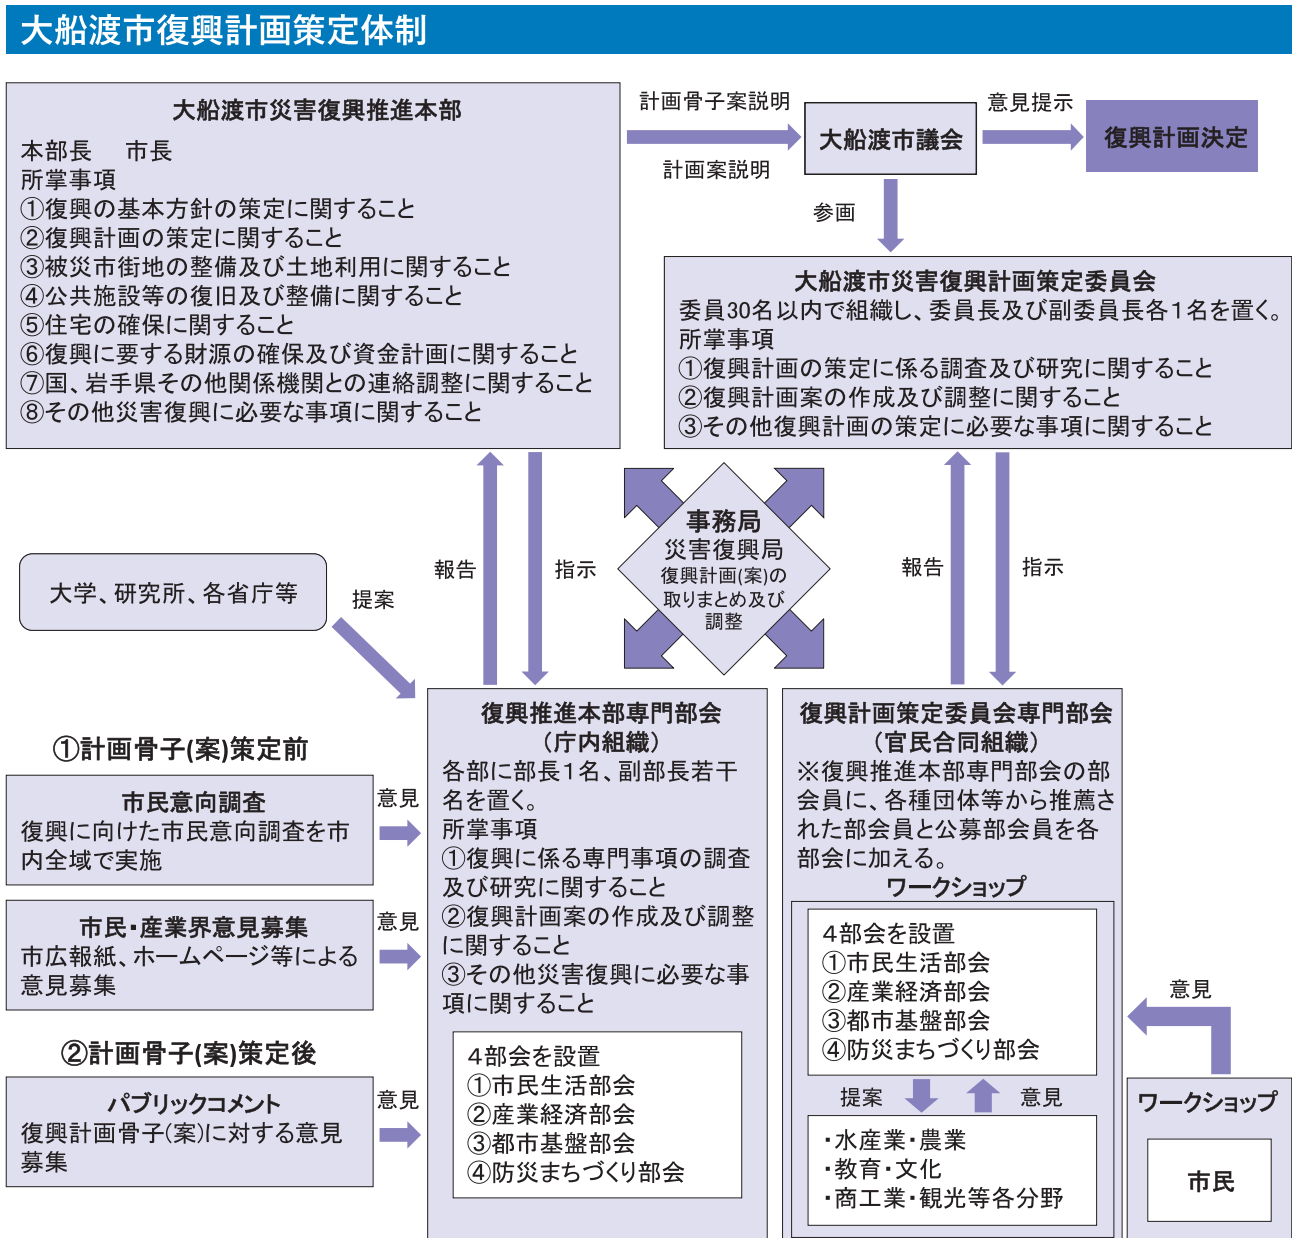 大船渡市復興計画策定体制
大船渡市災害復興推進本部
本部長　市長
所掌事項
①復興の基本方針の策定に関すること
②復興計画の策定に関すること
③被災市街地の整備及び土地利用に関すること
④公共施設等の復旧及び整備に関すること
⑤住宅の確保に関すること
⑥復興に要する財源の確保及び資金計画に関すること
⑦国、岩手県その他関係機関との連絡調整に関すること
⑧その他災害復興に必要な事項に関すること
計画骨子案説明
計画案説明
大船渡市議会
意見提示
復興計画決定
参画
大船渡市災害復興計画策定委員会
委員30名以内で組織し、委員長及び副委員長各1名を置く。
所掌事項
①復興計画の策定に係る調査及び研究に関すること
②復興計画案の作成及び調整に関すること
③その他復興計画の策定に必要な事項に関すること
報告
指示
事務局
災害復興局
復興計画(案)の
取りまとめ及び
調整
報告
指示
大学、研究所、各省庁等
提案
①計画骨子(案)策定前
市民意向調査
復興に向けた市民意向調査を市
内全域で実施
意見
市民・産業界意見募集
市広報紙、ホームページ等による
意見募集
意見
②計画骨子(案)策定後
パブリックコメント
復興計画骨子(案)に対する意見
募集
意見
復興推進本部専門部会
（庁内組織）
各部に部長1名、副部長若干
名を置く。
所掌事項
①復興に係る専門事項の調査
及び研究に関すること
②復興計画案の作成及び調整
に関すること
③その他災害復興に必要な事
項に関すること
4部会を設置
①市民生活部会
②産業経済部会
③都市基盤部会
④防災まちづくり部会
復興計画策定委員会専門部会
（官民合同組織）
※復興推進本部専門部会の部
会員に、各種団体等から推薦さ
れた部会員と公募部会員を各
部会に加える。
ワークショップ
4部会を設置
①市民生活部会
②産業経済部会
③都市基盤部会
④防災まちづくり部会
提案
意見
・水産業・農業
・教育・文化
・商工業・観光等各分野
意見
ワークショップ
市民